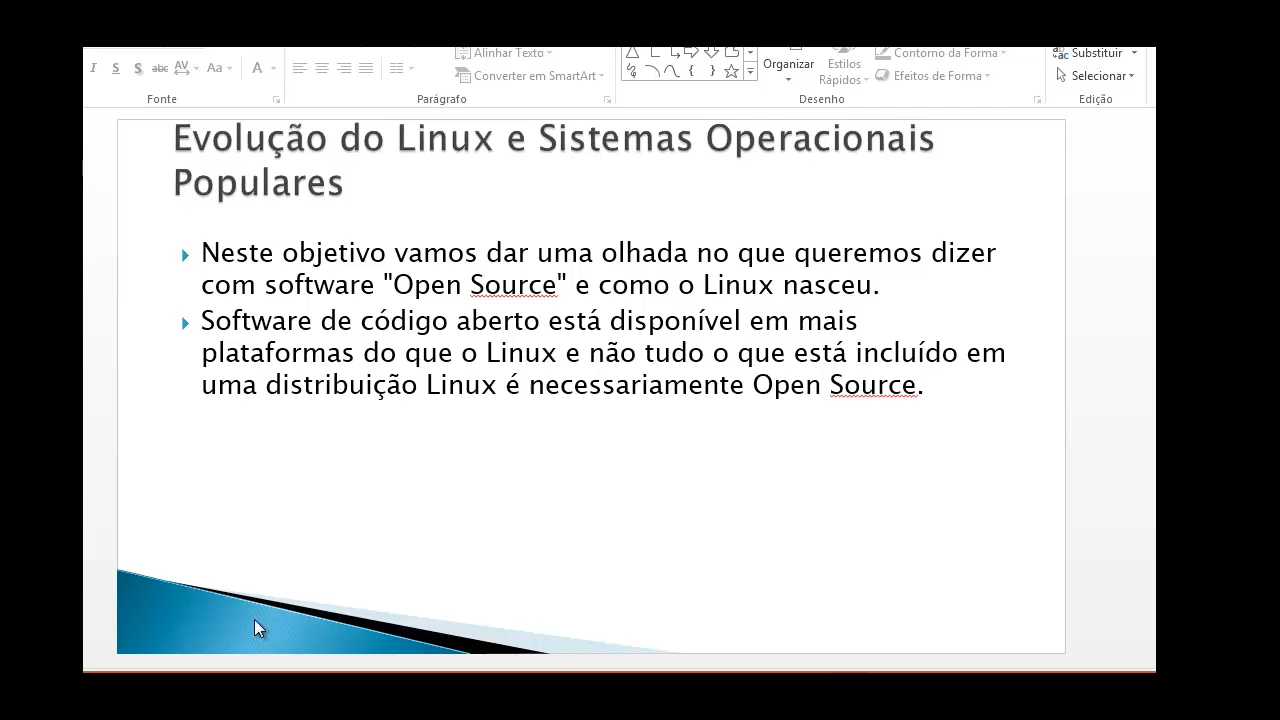 Alinhar Texto
Substituir
Contorno da Forma
I S S abc AV Aa A
Organizar
Estilos
Rápidos
Converter em SmartArt
Efeitos de Forma
Selecionar
Fonte
Parágrafo
Desenho
Edição
Evolução do Linux e Sistemas Operacionais
Populares
Neste objetivo vamos dar uma olhada no que queremos dizer
com software "Open Source" e como o Linux nasceu.
Software de código aberto está disponível em mais
plataformas do que o Linux e não tudo o que está incluído em
uma distribuição Linux é necessariamente Open Source.